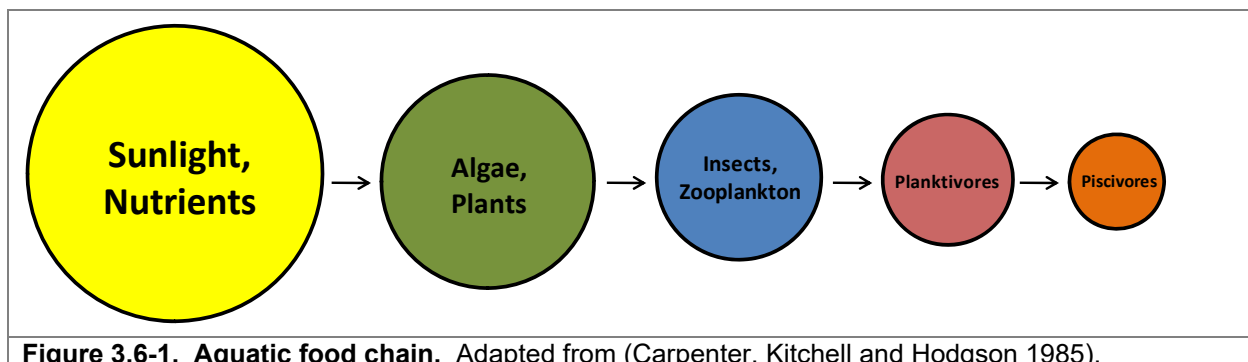 Sunlight,
Nutrients
Algae,
Plants
Insects,
Zooplankton
Planktivores
Piscivores
Figure 3.6-1. Aquatic food chain. Adapted from (Carpenter, Kitchell and Hodgson 1985).